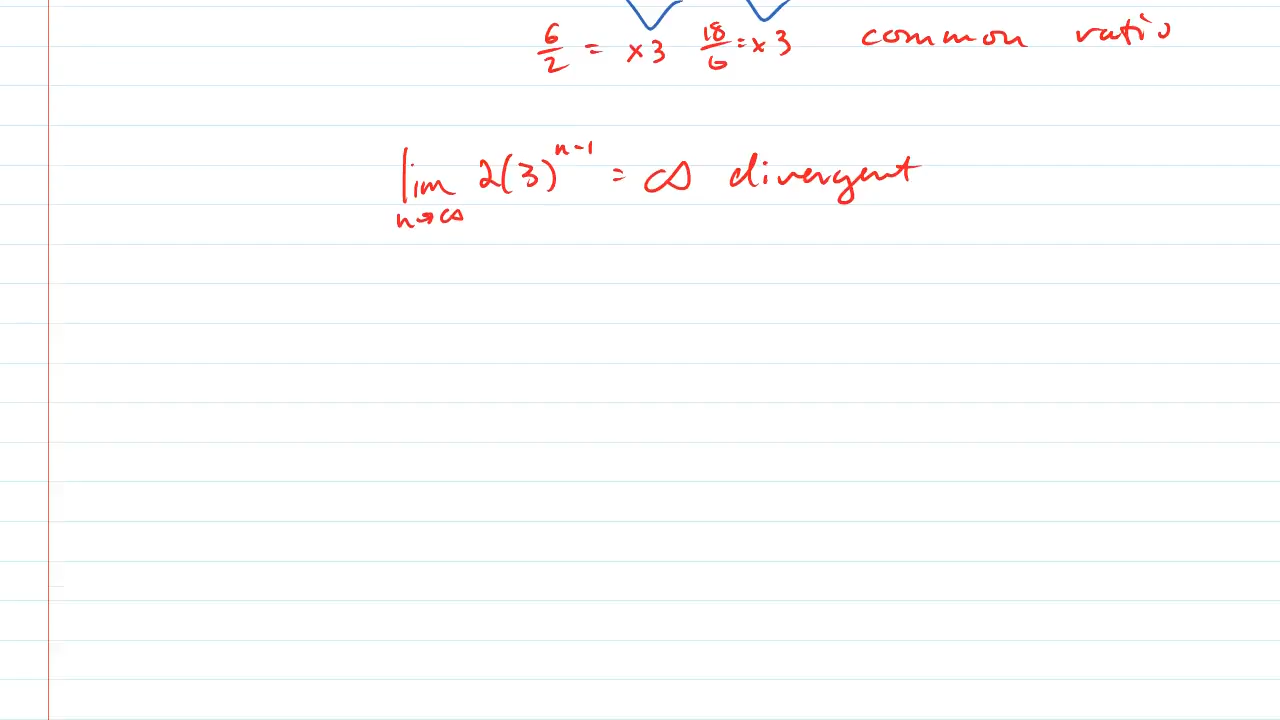 6/2 = ×3 18/6 = ×3 common ratio
lim n→∞ 2(3)^(n-1) = ∞ divergent